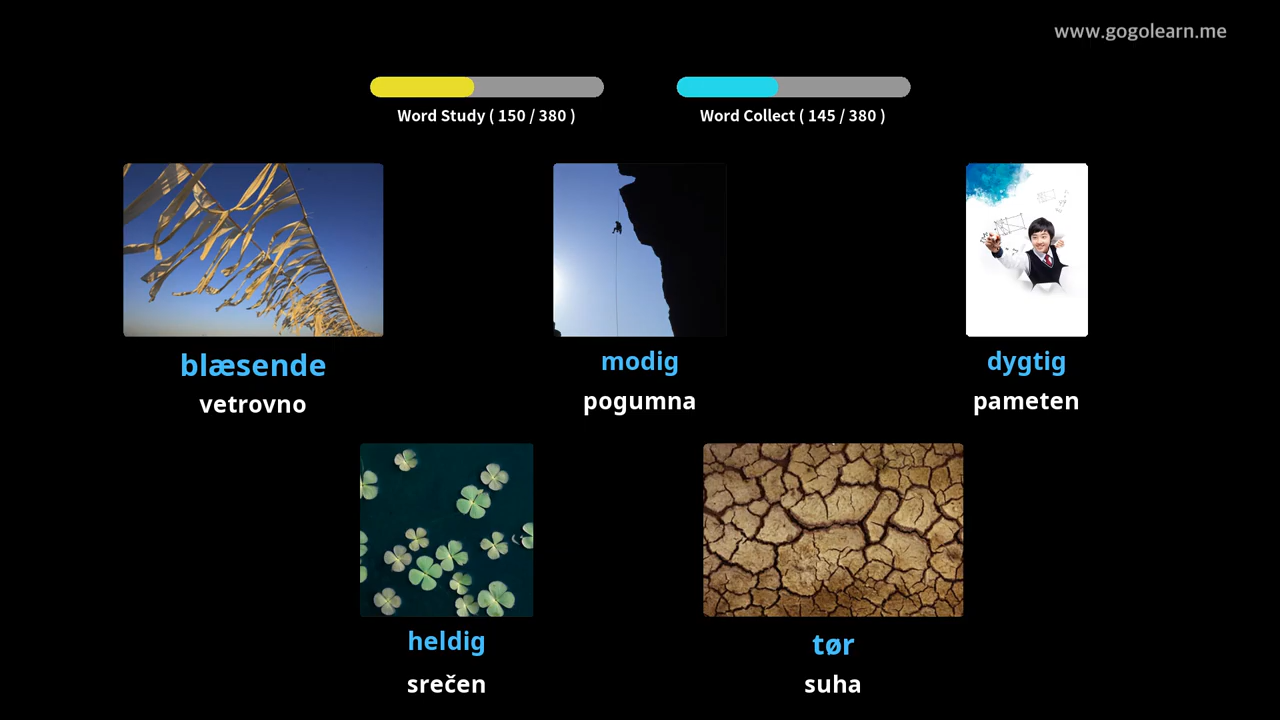 www.gogolearn.me
Word Study ( 150 / 380 )
Word Collect ( 145 / 380 )
blæsende
vetrovno
modig
pogumna
dygtig
pameten
heldig
srečen
tør
suha